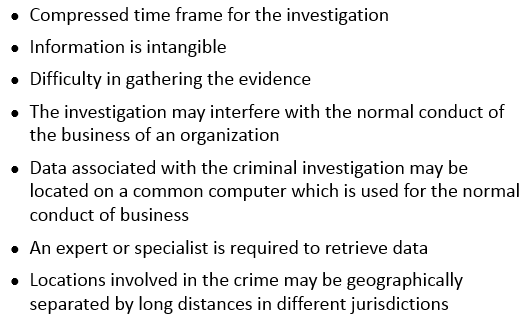 • Compressed time frame for the investigation
• Information is intangible
• Difficulty in gathering the evidence
• The investigation may interfere with the normal conduct of
the business of an organization
• Data associated with the criminal investigation may be
located on a common computer which is used for the normal
conduct of business
• An expert or specialist is required to retrieve data
• Locations involved in the crime may be geographically
separated by long distances in different jurisdictions